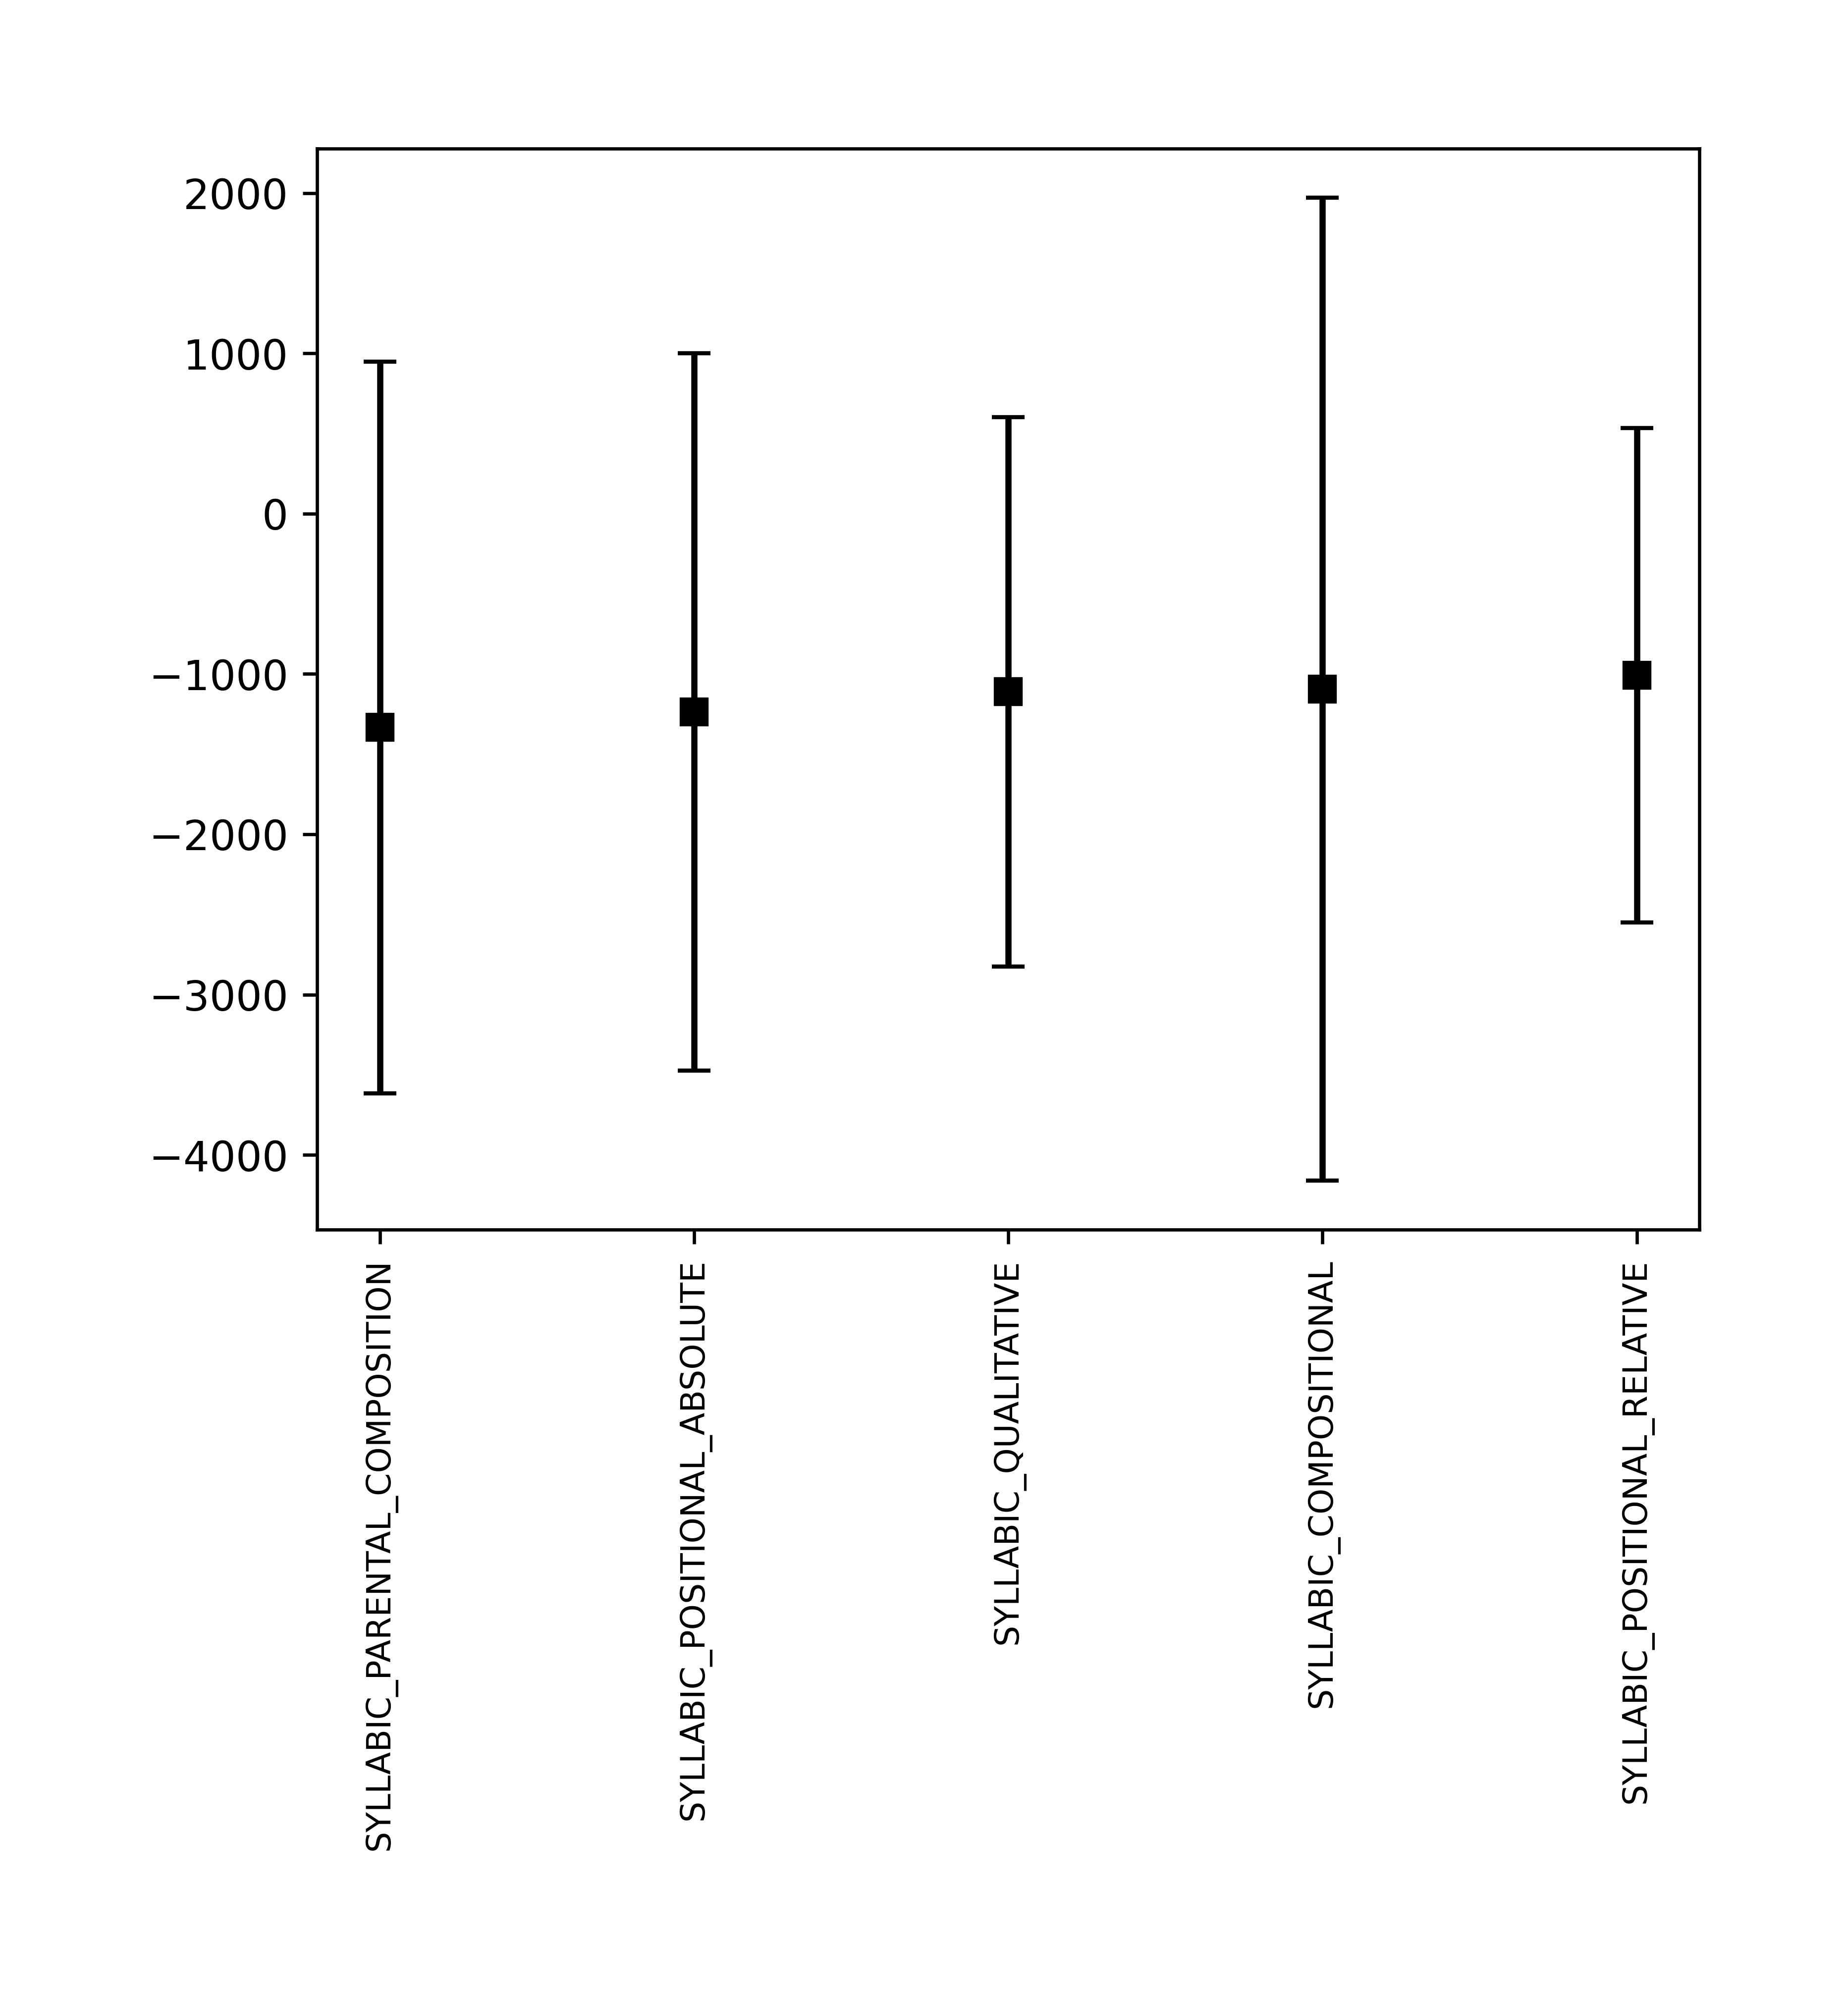 2000
1000
0
−1000
−2000
−3000
−4000
SYLLABIC_PARENTAL_COMPOSITION
SYLLABIC_POSITIONAL_ABSOLUTE
SYLLABIC_QUALITATIVE
SYLLABIC_COMPOSITIONAL
SYLLABIC_POSITIONAL_RELATIVE